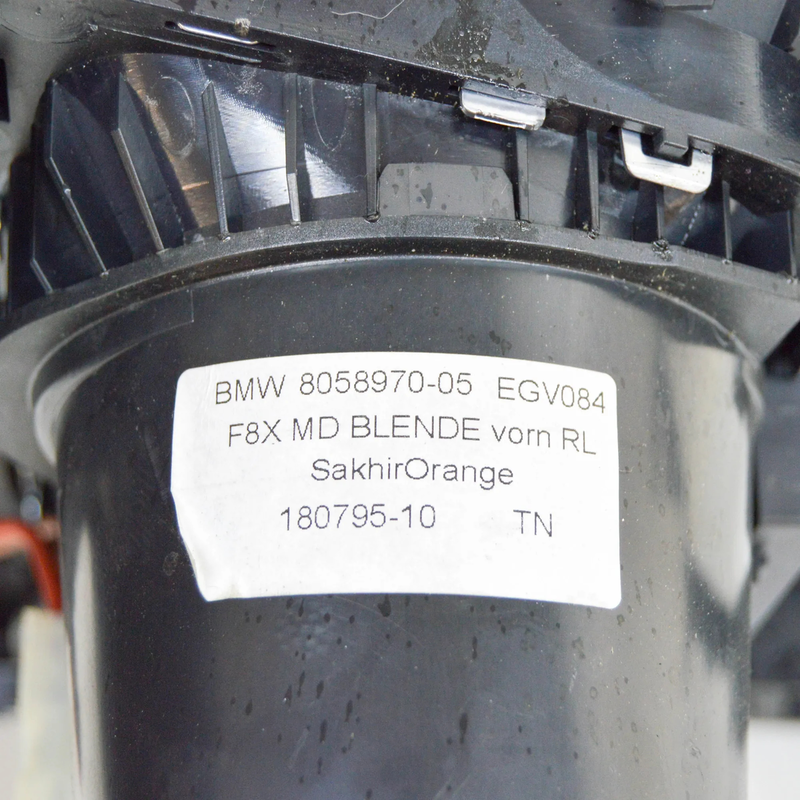 BMW 8058970-05 EGV084
F8X MD BLENDE vorn RL
SakhirOrange
180795-10 TN